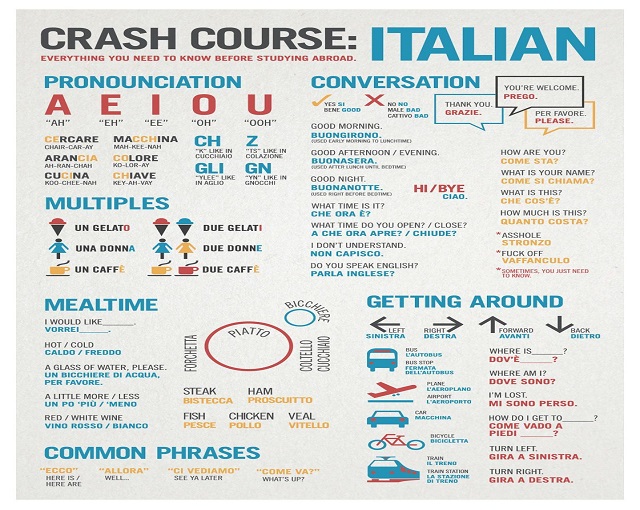 CRASH COURSE: ITALIAN
EVERYTHING YOU NEED TO KNOW BEFORE STUDYING ABROAD.
PRONOUNCIATION
A E I O U
"AH" "EH" "EE" "OH" "OOH"
CERCARE
CHAIR-CAR-AY
MACCHINA
MAH-KEE-NAH
ARANCIA
AH-RAN-CHAH
COLORE
KO-LOR-AY
CUCINA
KOO-CHEE-NAH
CHIAVE
KEY-AH-VAY
CH
"K" LIKE IN
CUCCHIAIO
Z
"TS" LIKE IN
COLAZIONE
GLI
"YLEE" LIKE
IN AGLIO
GN
"YN" LIKE IN
GNOCCHI
MULTIPLES
UN GELATO DUE GELATI
UNA DONNA DUE DONNE
UN CAFFÈ DUE CAFFÈ
CONVERSATION
YES SI
BENE GOOD
NO NO
MALE BAD
CATTIVO BAD
THANK YOU.
GRAZIE.
YOU'RE WELCOME.
PREGO.
PER FAVORE.
PLEASE.
GOOD MORNING.
BUONGIRONO.
(USED EARLY MORNING TO LUNCHTIME)
GOOD AFTERNOON / EVENING.
BUONASERA.
(USED AFTER LUNCH UNTIL BEDTIME)
GOOD NIGHT.
BUONANOTTE.
(USED RIGHT BEFORE BEDTIME)
HI/BYE
CIAO.
WHAT TIME IS IT?
CHE ORA È?
WHAT TIME DO YOU OPEN? / CLOSE?
A CHE ORA APRE? / CHIUDE?
I DON'T UNDERSTAND.
NON CAPISCO.
DO YOU SPEAK ENGLISH?
PARLA INGLESE?
HOW ARE YOU?
COME STA?
WHAT IS YOUR NAME?
COME SI CHIAMA?
WHAT IS THIS?
CHE COS'È?
HOW MUCH IS THIS?
QUANTO COSTA?
*ASSHOLE
STRONZO
*FUCK OFF
VAFFANCULO
*SOMETIMES, YOU JUST NEED
TO KNOW.
MEALTIME
I WOULD LIKE______.
VORREI_____.
HOT / COLD
CALDO / FREDDO
A GLASS OF WATER, PLEASE.
UN BICCHIERE DI ACQUA,
PER FAVORE.
A LITTLE MORE / LESS
UN PO 'PIÙ / 'MENO
RED / WHITE WINE
VINO ROSSO / BIANCO
BICCHIERE
PIATTO
FORCHETTA
COLTELLO
CUCCHIAIO
STEAK
BISTECCA
HAM
PROSCUITTO
FISH
PESCE
CHICKEN
POLLO
VEAL
VITELLO
COMMON PHRASES
"ECCO"
HERE IS /
HERE ARE
"ALLORA"
WELL...
"CI VEDIAMO"
SEE YA LATER
"COME VA?"
WHAT'S UP?
GETTING AROUND
LEFT
SINISTRA
RIGHT
DESTRA
FORWARD
AVANTI
BACK
DIETRO
BUS
L'AUTOBUS
BUS STOP
FERMATA
DELL'AUTOBUS
PLANE
L'AEROPLANO
AIRPORT
L'AEROPORTO
CAR
MACCHINA
BICYCLE
BICICLETTA
TRAIN
IL TRENO
TRAIN STATION
LA STAZIONE
DI TRENO
WHERE IS_____?
DOV'È______?
WHERE AM I?
DOVE SONO?
I'M LOST.
MI SONO PERSO.
HOW DO I GET TO______?
COME VADO A
PIEDI ______?
TURN LEFT.
GIRA A SINISTRA.
TURN RIGHT.
GIRA A DESTRA.